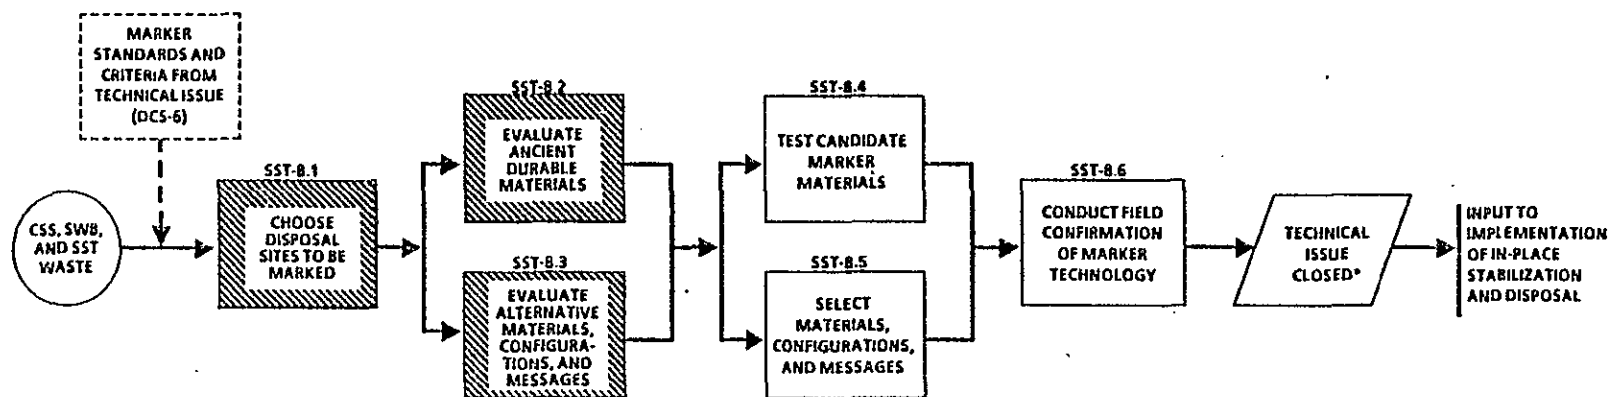 MARKER
STANDARDS AND
CRITERIA FROM
TECHNICAL ISSUE
(DCS-6)
CSS, SWB,
AND SST
WASTE
SST-8.1
CHOOSE
DISPOSAL
SITES TO BE
MARKED
SST-8.2
EVALUATE
ANCIENT
DURABLE
MATERIALS
SST-8.3
EVALUATE
ALTERNATIVE
MATERIALS,
CONFIGURA-
TIONS, AND
MESSAGES
SST-8.4
TEST CANDIDATE
MARKER
MATERIALS
SST-8.5
SELECT
MATERIALS,
CONFIGURATIONS,
AND MESSAGES
SST-8.6
CONDUCT FIELD
CONFIRMATION
OF MARKER
TECHNOLOGY
TECHNICAL
ISSUE
CLOSED*
INPUT TO
IMPLEMENTATION
OF IN-PLACE
STABILIZATION
AND DISPOSAL